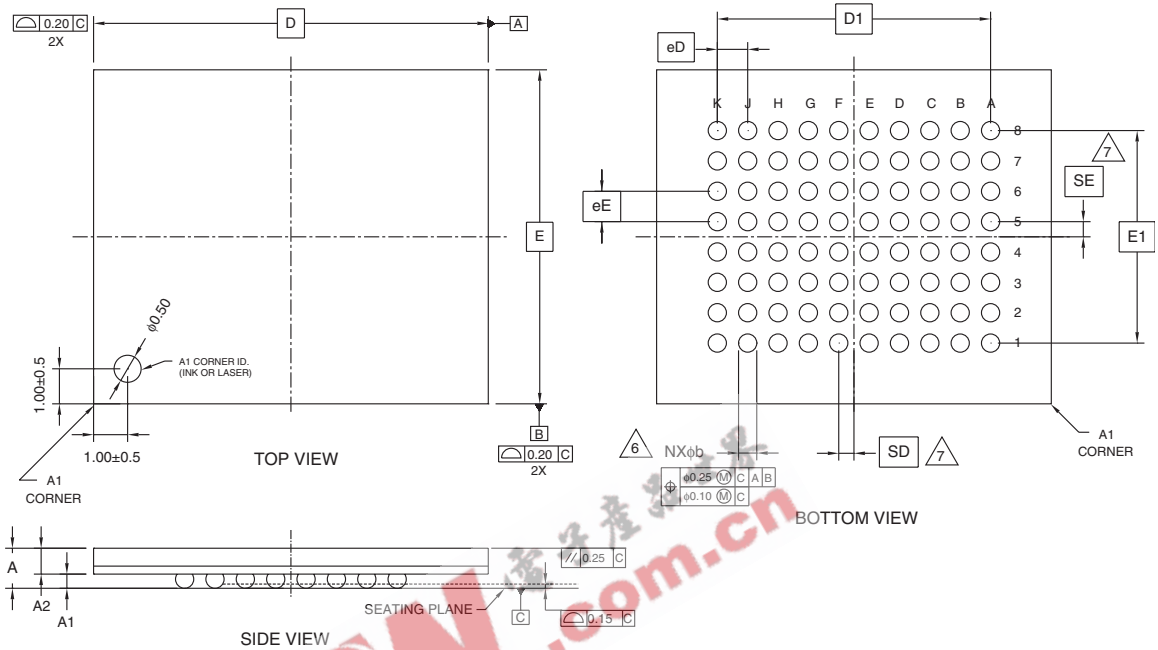 ⌓ 0.20 C
2X
D
A
D1
eD
K J H G F E D C B A
8
7
6
5
4
3
2
1
7
SE
E1
eE
E
φ0.50
A1 CORNER ID.
(INK OR LASER)
1.00±0.5
1.00±0.5
B
⌓ 0.20 C
2X
TOP VIEW
A1
CORNER
6
NXφb
⌖ φ0.25 Ⓜ C A B
φ0.10 Ⓜ C
SD
7
A1
CORNER
BOTTOM VIEW
A
A2
A1
// 0.25 C
SEATING PLANE
C
⌓ 0.15 C
SIDE VIEW
.com.cn